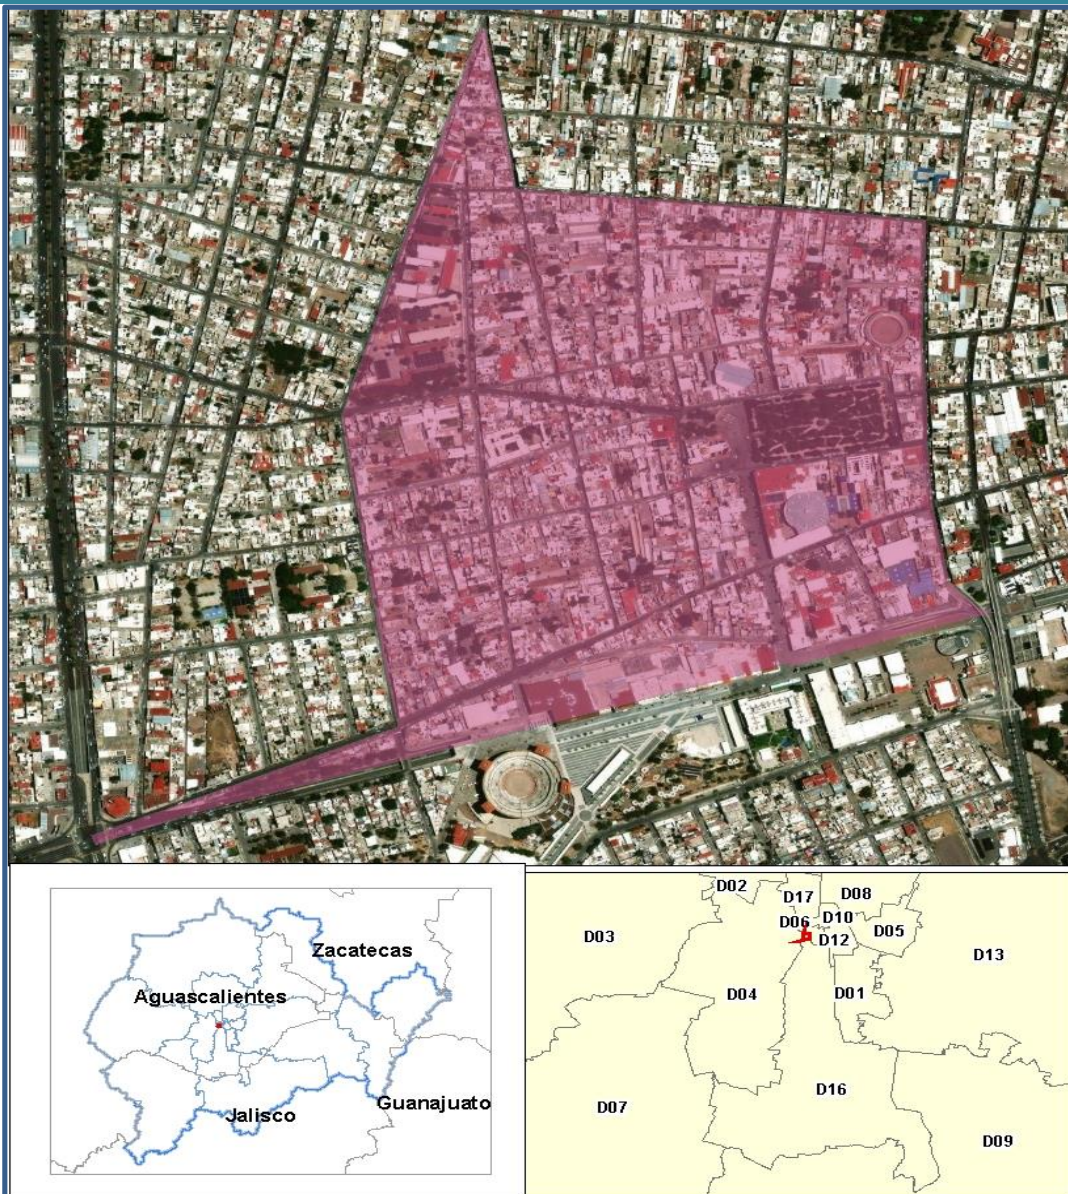 Zacatecas
Aguascalientes
Jalisco
Guanajuato
D02
D17
D08
D03
D06
D10
D05
D12
D13
D04
D01
D07
D16
D09